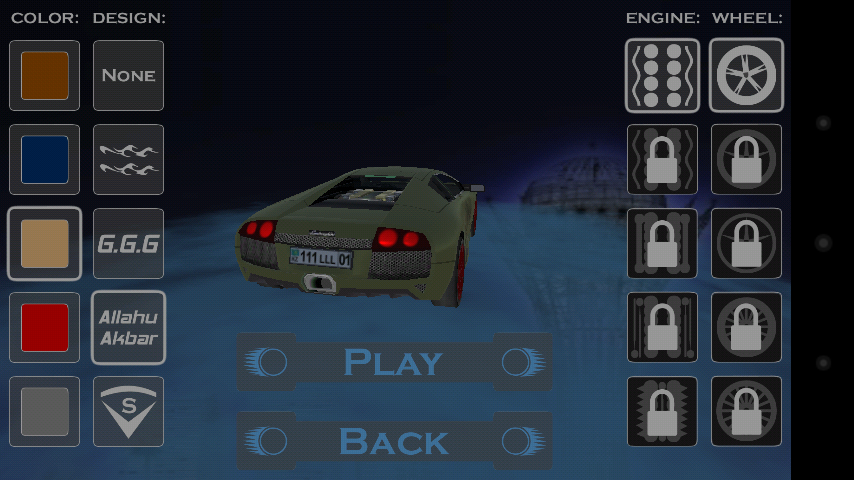 COLOR: DESIGN:
ENGINE: WHEEL:
NONE
G.G.G
Allahu
Akbar
S
111 LLL 01
PLAY
BACK